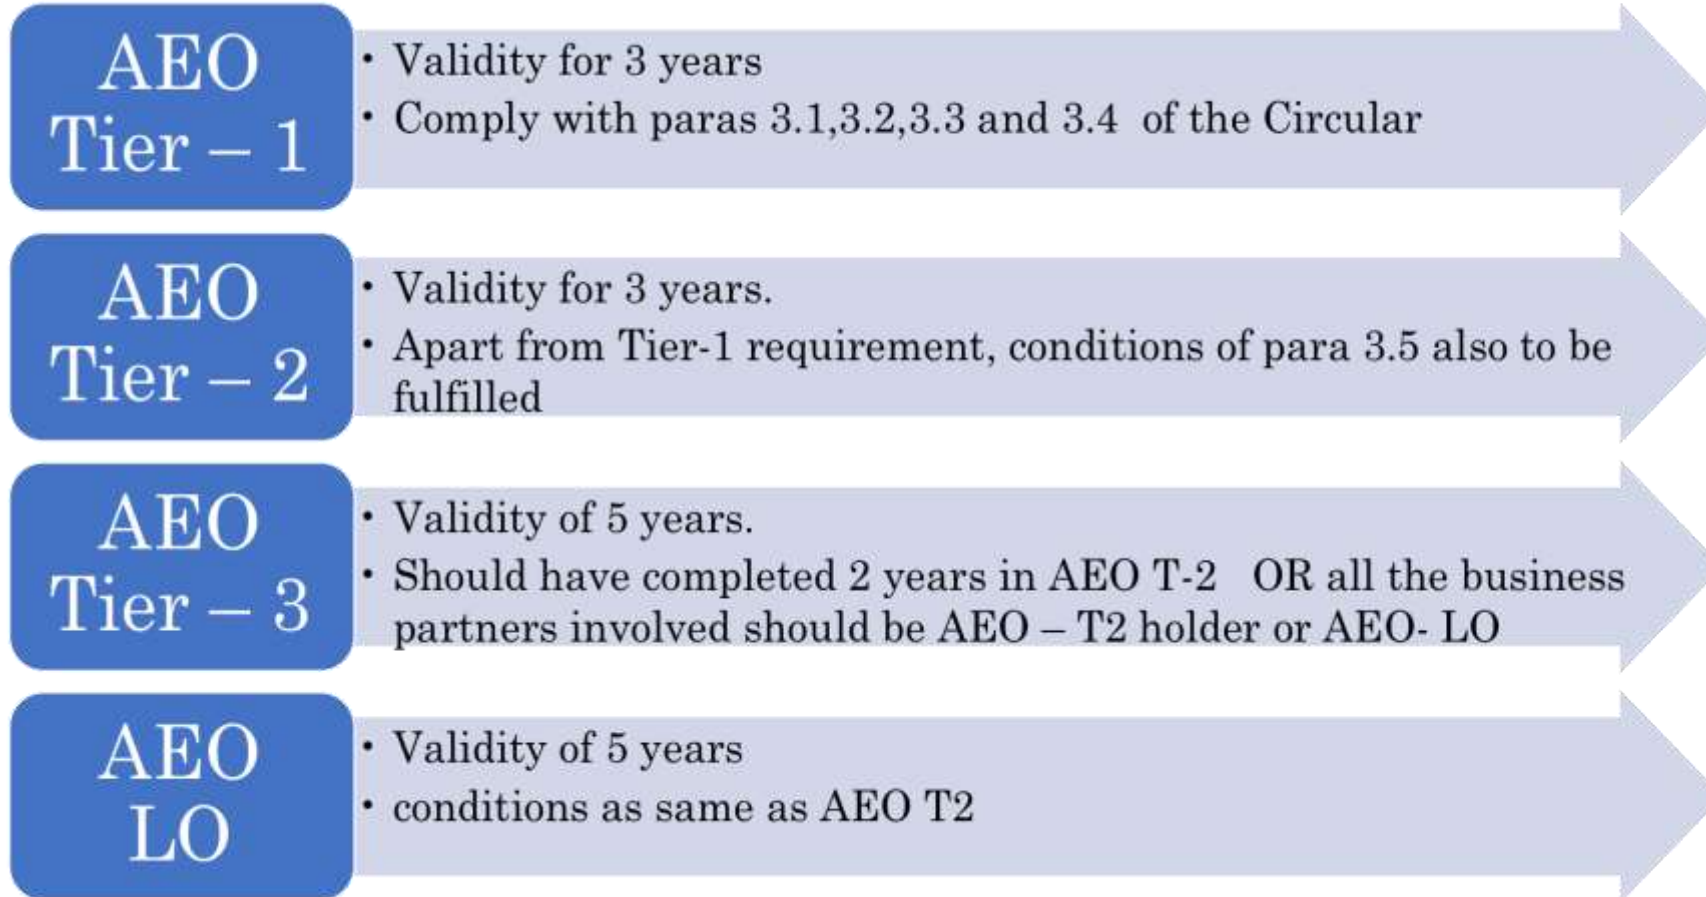 AEO
Tier – 1
• Validity for 3 years
• Comply with paras 3.1,3.2,3.3 and 3.4 of the Circular
AEO
Tier – 2
• Validity for 3 years.
• Apart from Tier-1 requirement, conditions of para 3.5 also to be
fulfilled
AEO
Tier – 3
• Validity of 5 years.
• Should have completed 2 years in AEO T-2 OR all the business
partners involved should be AEO – T2 holder or AEO- LO
AEO
LO
• Validity of 5 years
• conditions as same as AEO T2